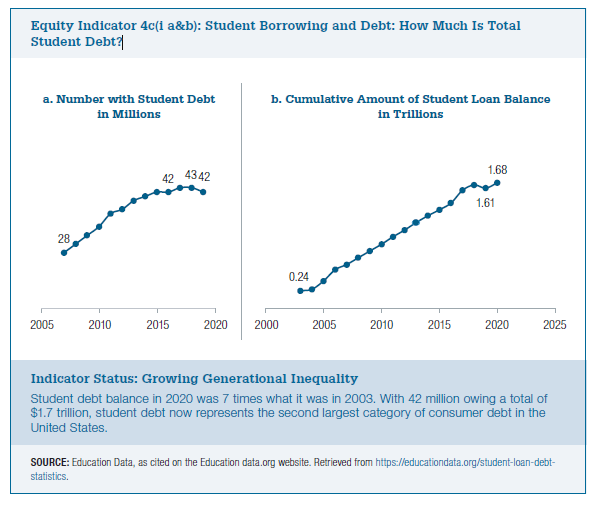 Equity Indicator 4c(i a&b): Student Borrowing and Debt: How Much Is Total
Student Debt?
a. Number with Student Debt
in Millions
28
42
43
42
2005
2010
2015
2020
b. Cumulative Amount of Student Loan Balance
in Trillions
0.24
1.68
1.61
2000
2005
2010
2015
2020
2025
Indicator Status: Growing Generational Inequality
Student debt balance in 2020 was 7 times what it was in 2003. With 42 million owing a total of
$1.7 trillion, student debt now represents the second largest category of consumer debt in the
United States.
SOURCE: Education Data, as cited on the Education data.org website. Retrieved from https://educationdata.org/student-loan-debt-
statistics.